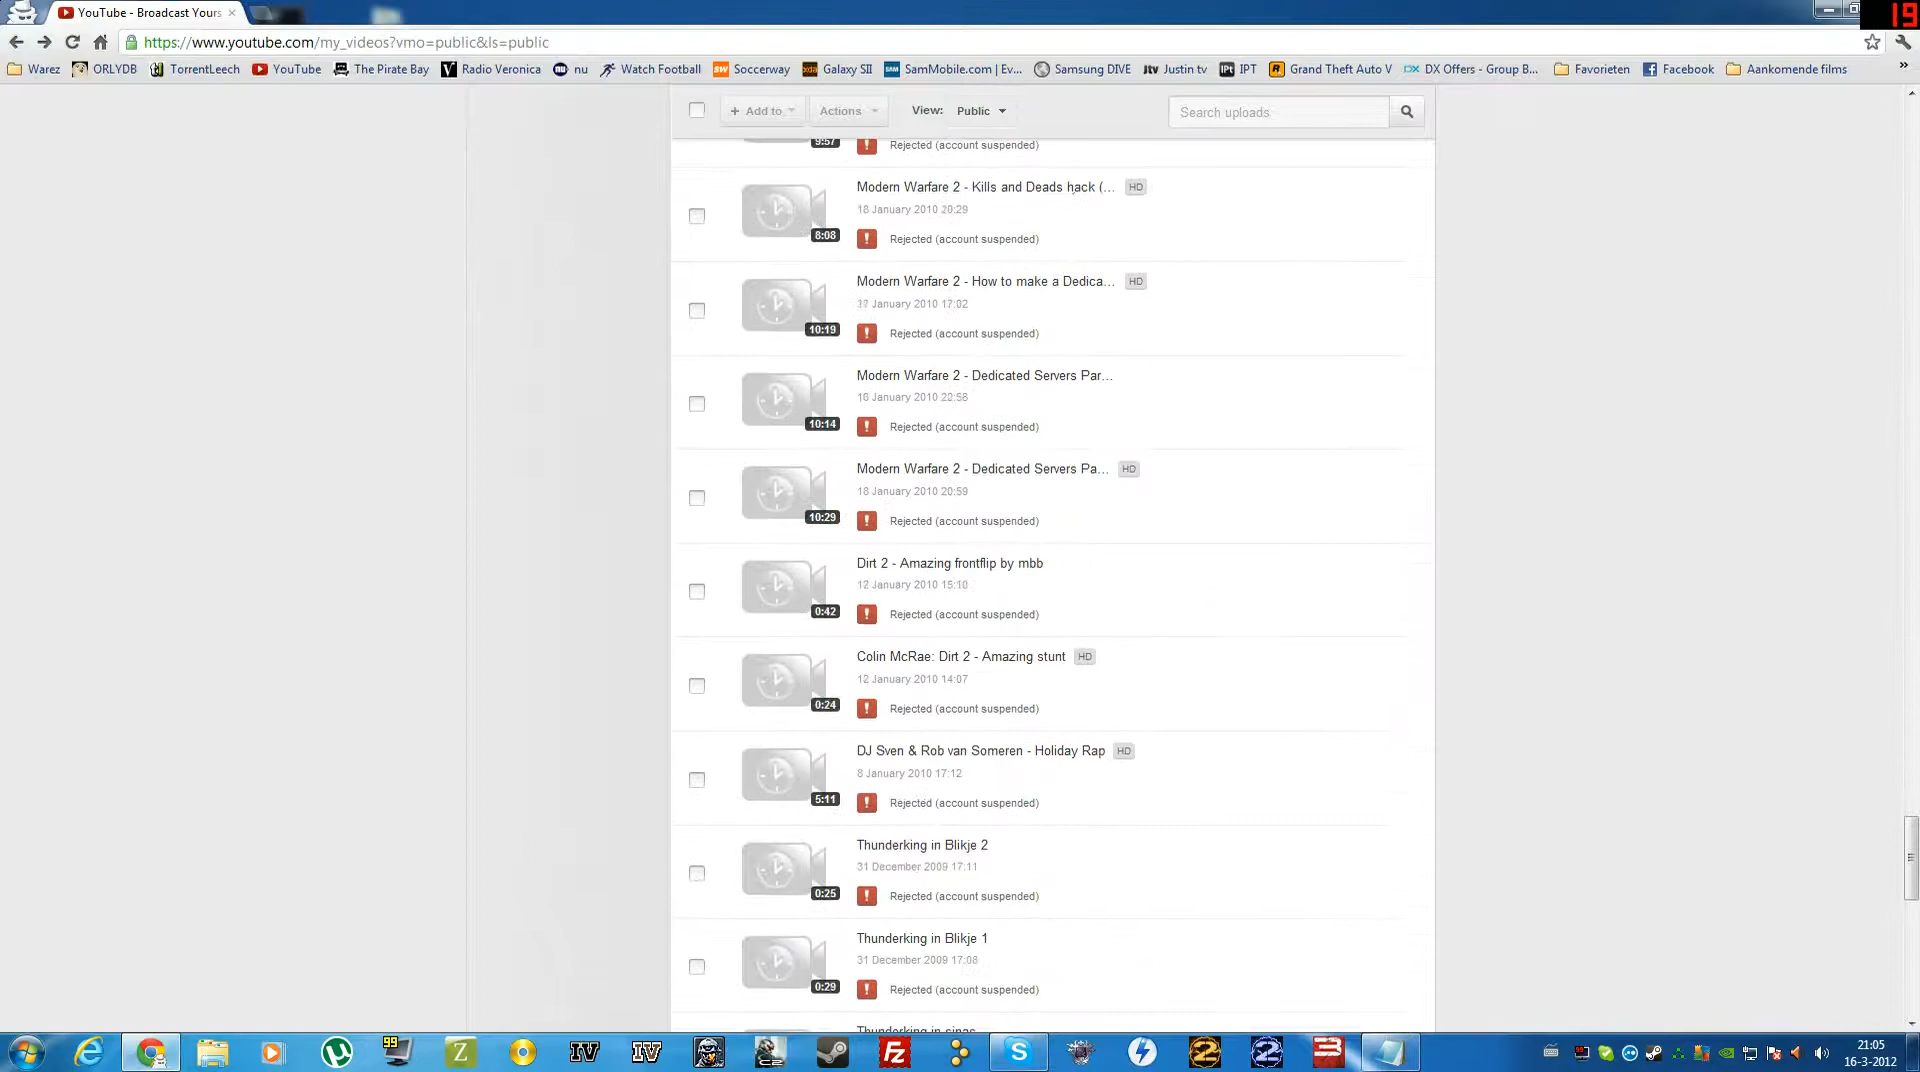 YouTube - Broadcast Yours
19
https://www.youtube.com/my_videos?vmo=public&ls=public
Warez ORLYDB TorrentLeech YouTube The Pirate Bay Radio Veronica nu Watch Football Soccerway Galaxy SII SamMobile.com | Ev... Samsung DIVE Justin tv IPT Grand Theft Auto V DX Offers - Group B... Favorieten Facebook Aankomende films
+ Add to Actions View: Public Search uploads
9:57 Rejected (account suspended)
Modern Warfare 2 - Kills and Deads hack (... HD
18 January 2010 20:29
8:08 Rejected (account suspended)
Modern Warfare 2 - How to make a Dedica... HD
January 2010 17:02
10:19 Rejected (account suspended)
Modern Warfare 2 - Dedicated Servers Par...
16 January 2010 22:58
10:14 Rejected (account suspended)
Modern Warfare 2 - Dedicated Servers Pa... HD
16 January 2010 20:59
10:29 Rejected (account suspended)
Dirt 2 - Amazing frontflip by mbb
12 January 2010 15:10
0:42 Rejected (account suspended)
Colin McRae: Dirt 2 - Amazing stunt HD
12 January 2010 14:07
0:24 Rejected (account suspended)
DJ Sven & Rob van Someren - Holiday Rap HD
8 January 2010 17:12
5:11 Rejected (account suspended)
Thunderking in Blikje 2
31 December 2009 17:11
0:25 Rejected (account suspended)
Thunderking in Blikje 1
31 December 2009 17:08
0:29 Rejected (account suspended)
Thunderking in sinas
99
21:05
16-3-2012